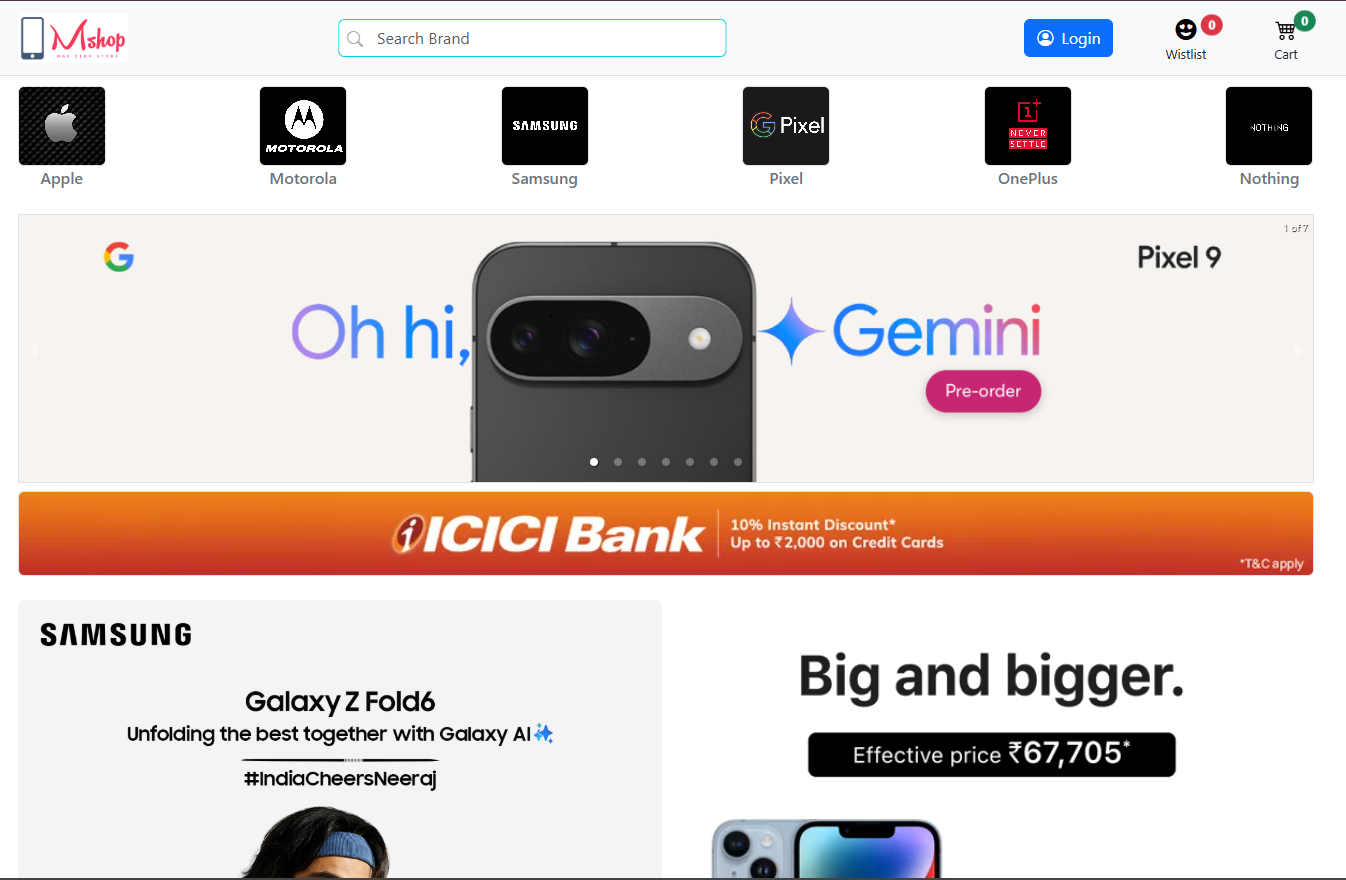 Mshop
ONE STOP STORE
Search Brand
Login
0
Wistlist
0
Cart
MOTOROLA
SAMSUNG
G Pixel
1+
NEVER
SETTLE
NOTHING
Apple
Motorola
Samsung
Pixel
OnePlus
Nothing
1 of 7
G
Pixel 9
Oh hi,
Gemini
Pre-order
i ICICI Bank
10% Instant Discount*
Up to ₹2,000 on Credit Cards
*T&C apply
SAMSUNG
Galaxy Z Fold6
Unfolding the best together with Galaxy AI
#IndiaCheersNeeraj
Big and bigger.
Effective price ₹67,705*